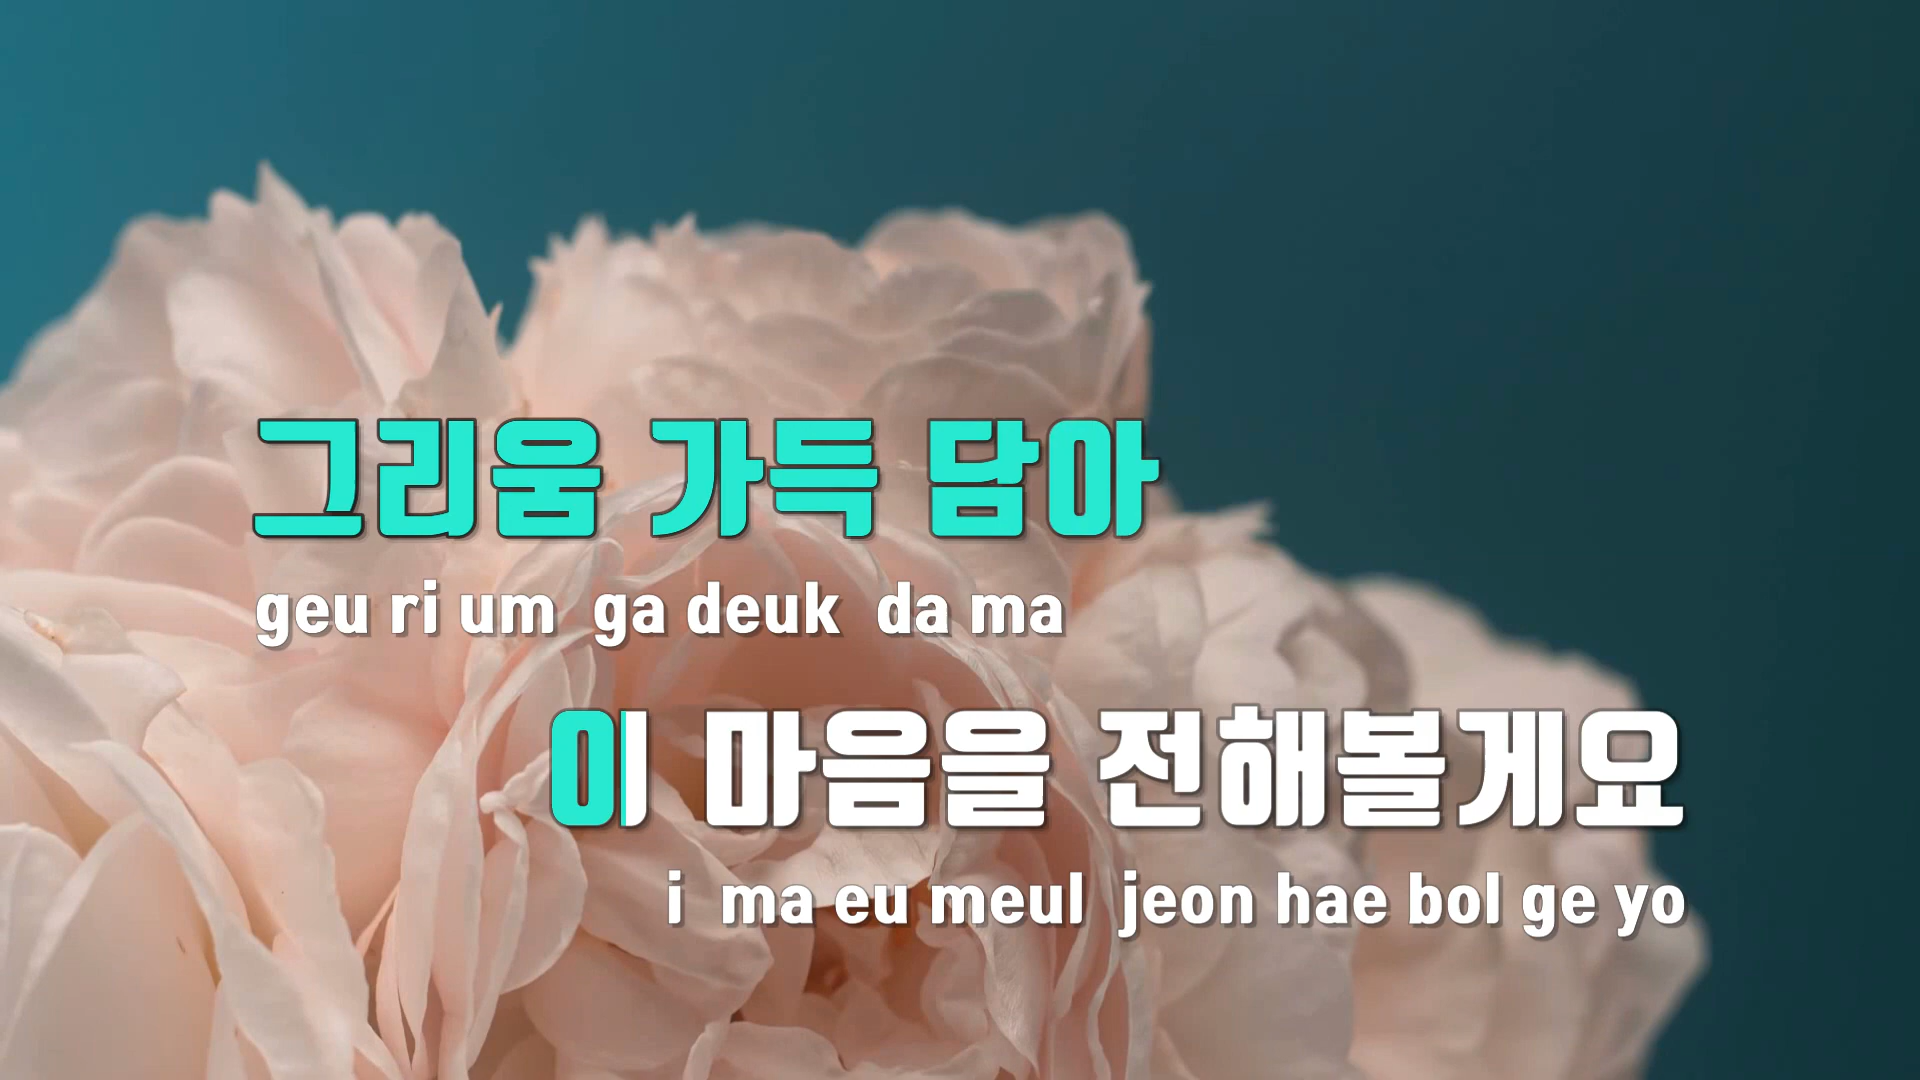 그리움 가득 담아
geu ri um ga deuk da ma
이 마음을 전해볼게요
i ma eu meul jeon hae bol ge yo